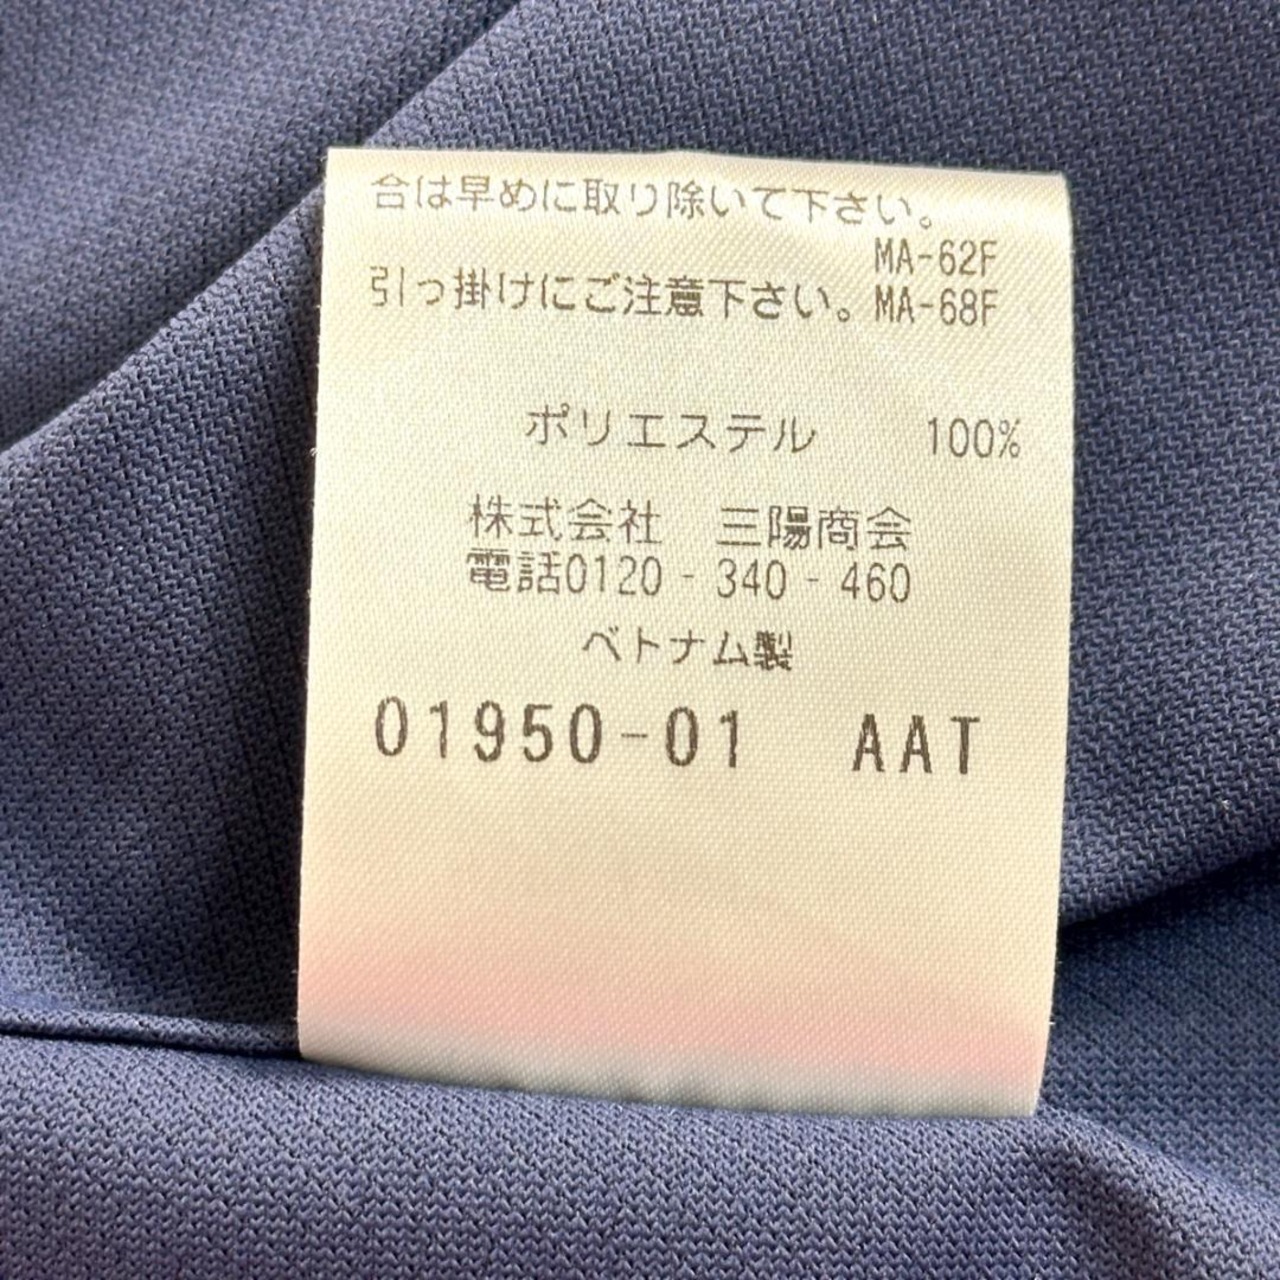 合は早めに取り除いて下さい。
MA-62F
引っ掛けにご注意下さい。MA-68F
ポリエステル 100%
株式会社 三陽商会
電話0120-340-460
ベトナム製
01950-01 AAT